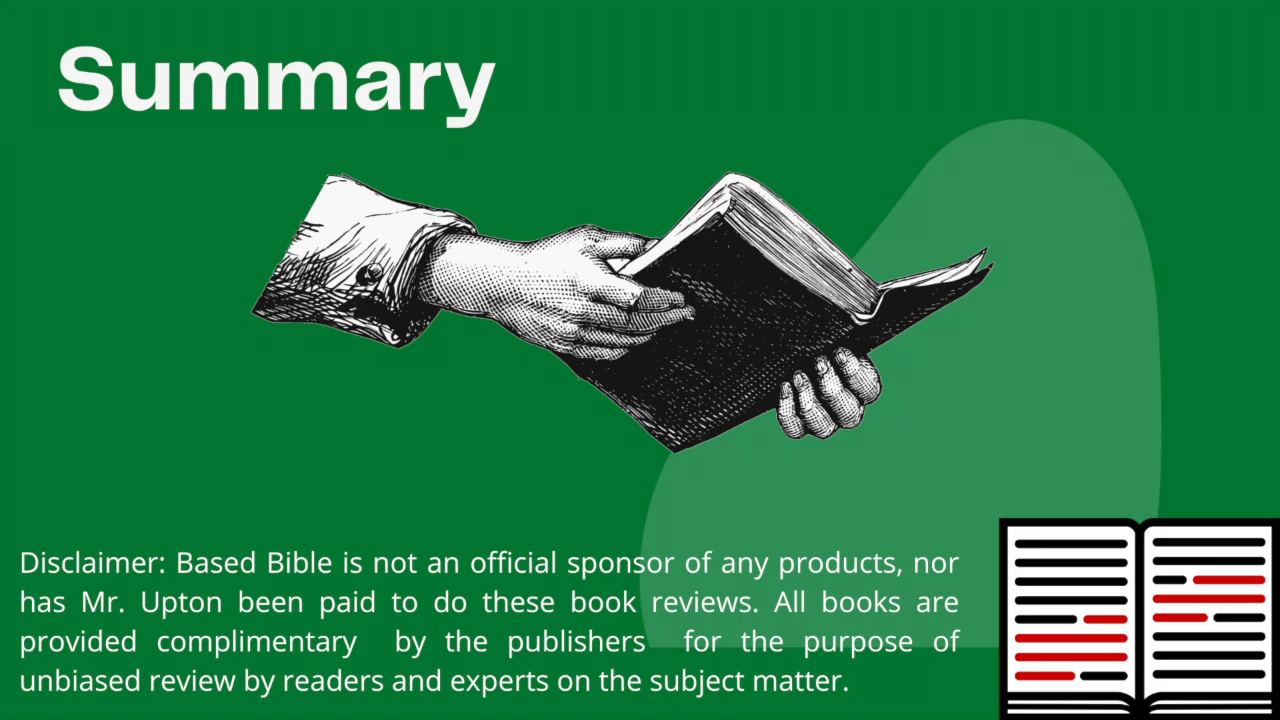 Summary
Disclaimer: Based Bible is not an official sponsor of any products, nor
has Mr. Upton been paid to do these book reviews. All books are
provided complimentary by the publishers for the purpose of
unbiased review by readers and experts on the subject matter.